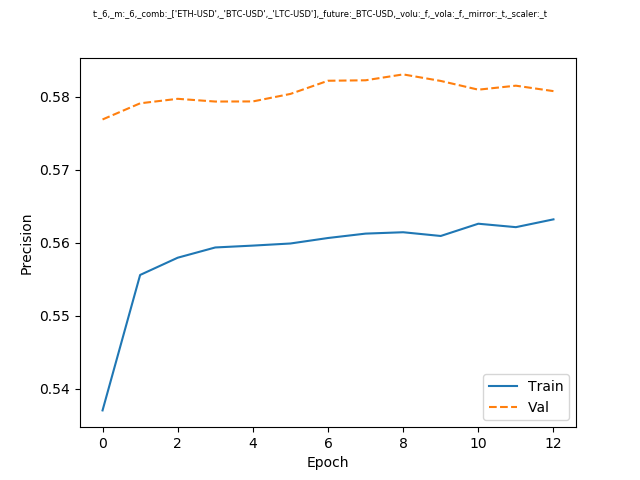 t:_6,_m:_6,_comb:_['ETH-USD',_'BTC-USD',_'LTC-USD'],_future:_BTC-USD,_volu:_f,_vola:_f,_mirror:_t,_scaler:_t
0.58
0.57
0.56
0.55
0.54
Precision
0 2 4 6 8 10 12
Epoch
Train
Val